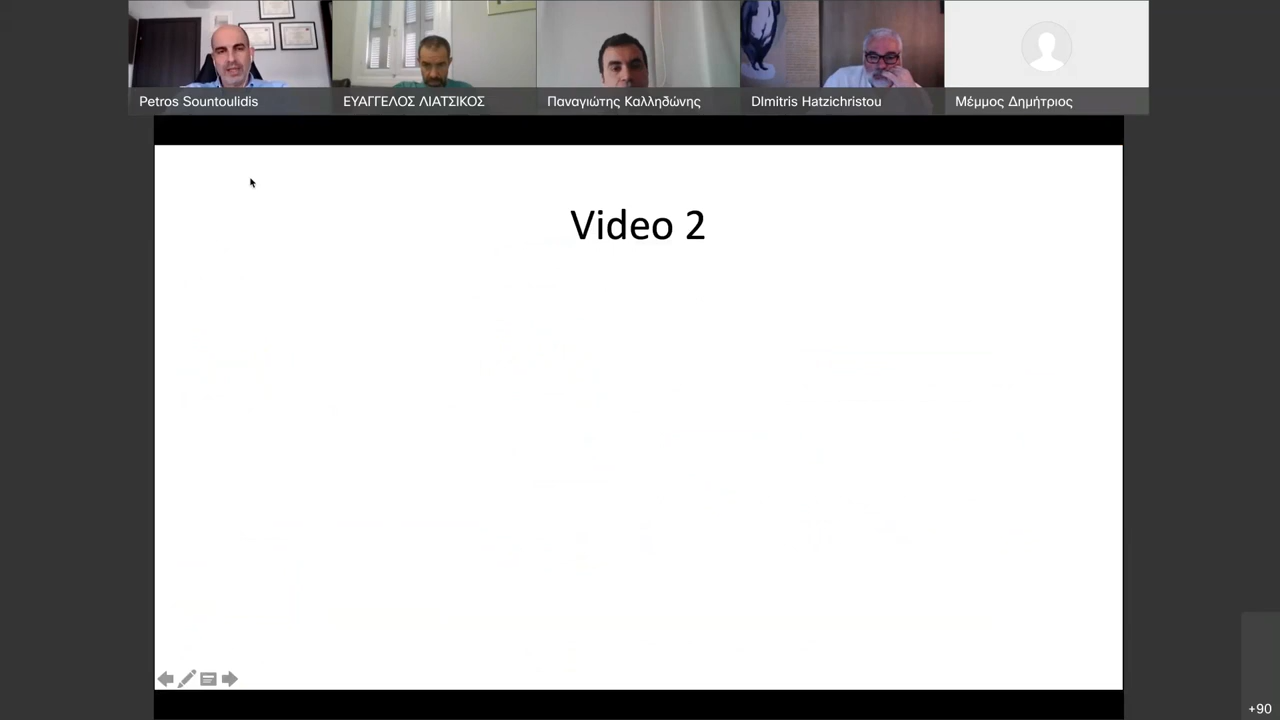 Petros Sountoulidis
ΕΥΑΓΓΕΛΟΣ ΛΙΑΤΣΙΚΟΣ
Παναγιώτης Καλληδώνης
DImitris Hatzichristou
Μέμμος Δημήτριος
Video 2
+90